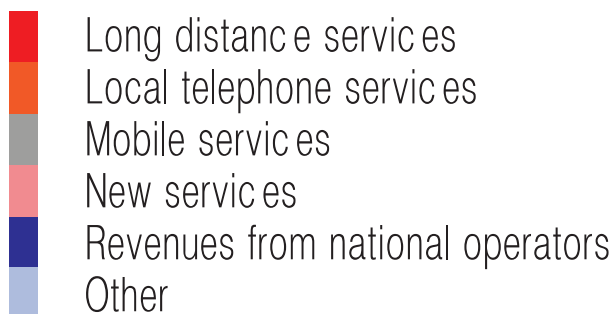 Long distance services
Local telephone services
Mobile services
New services
Revenues from national operators
Other